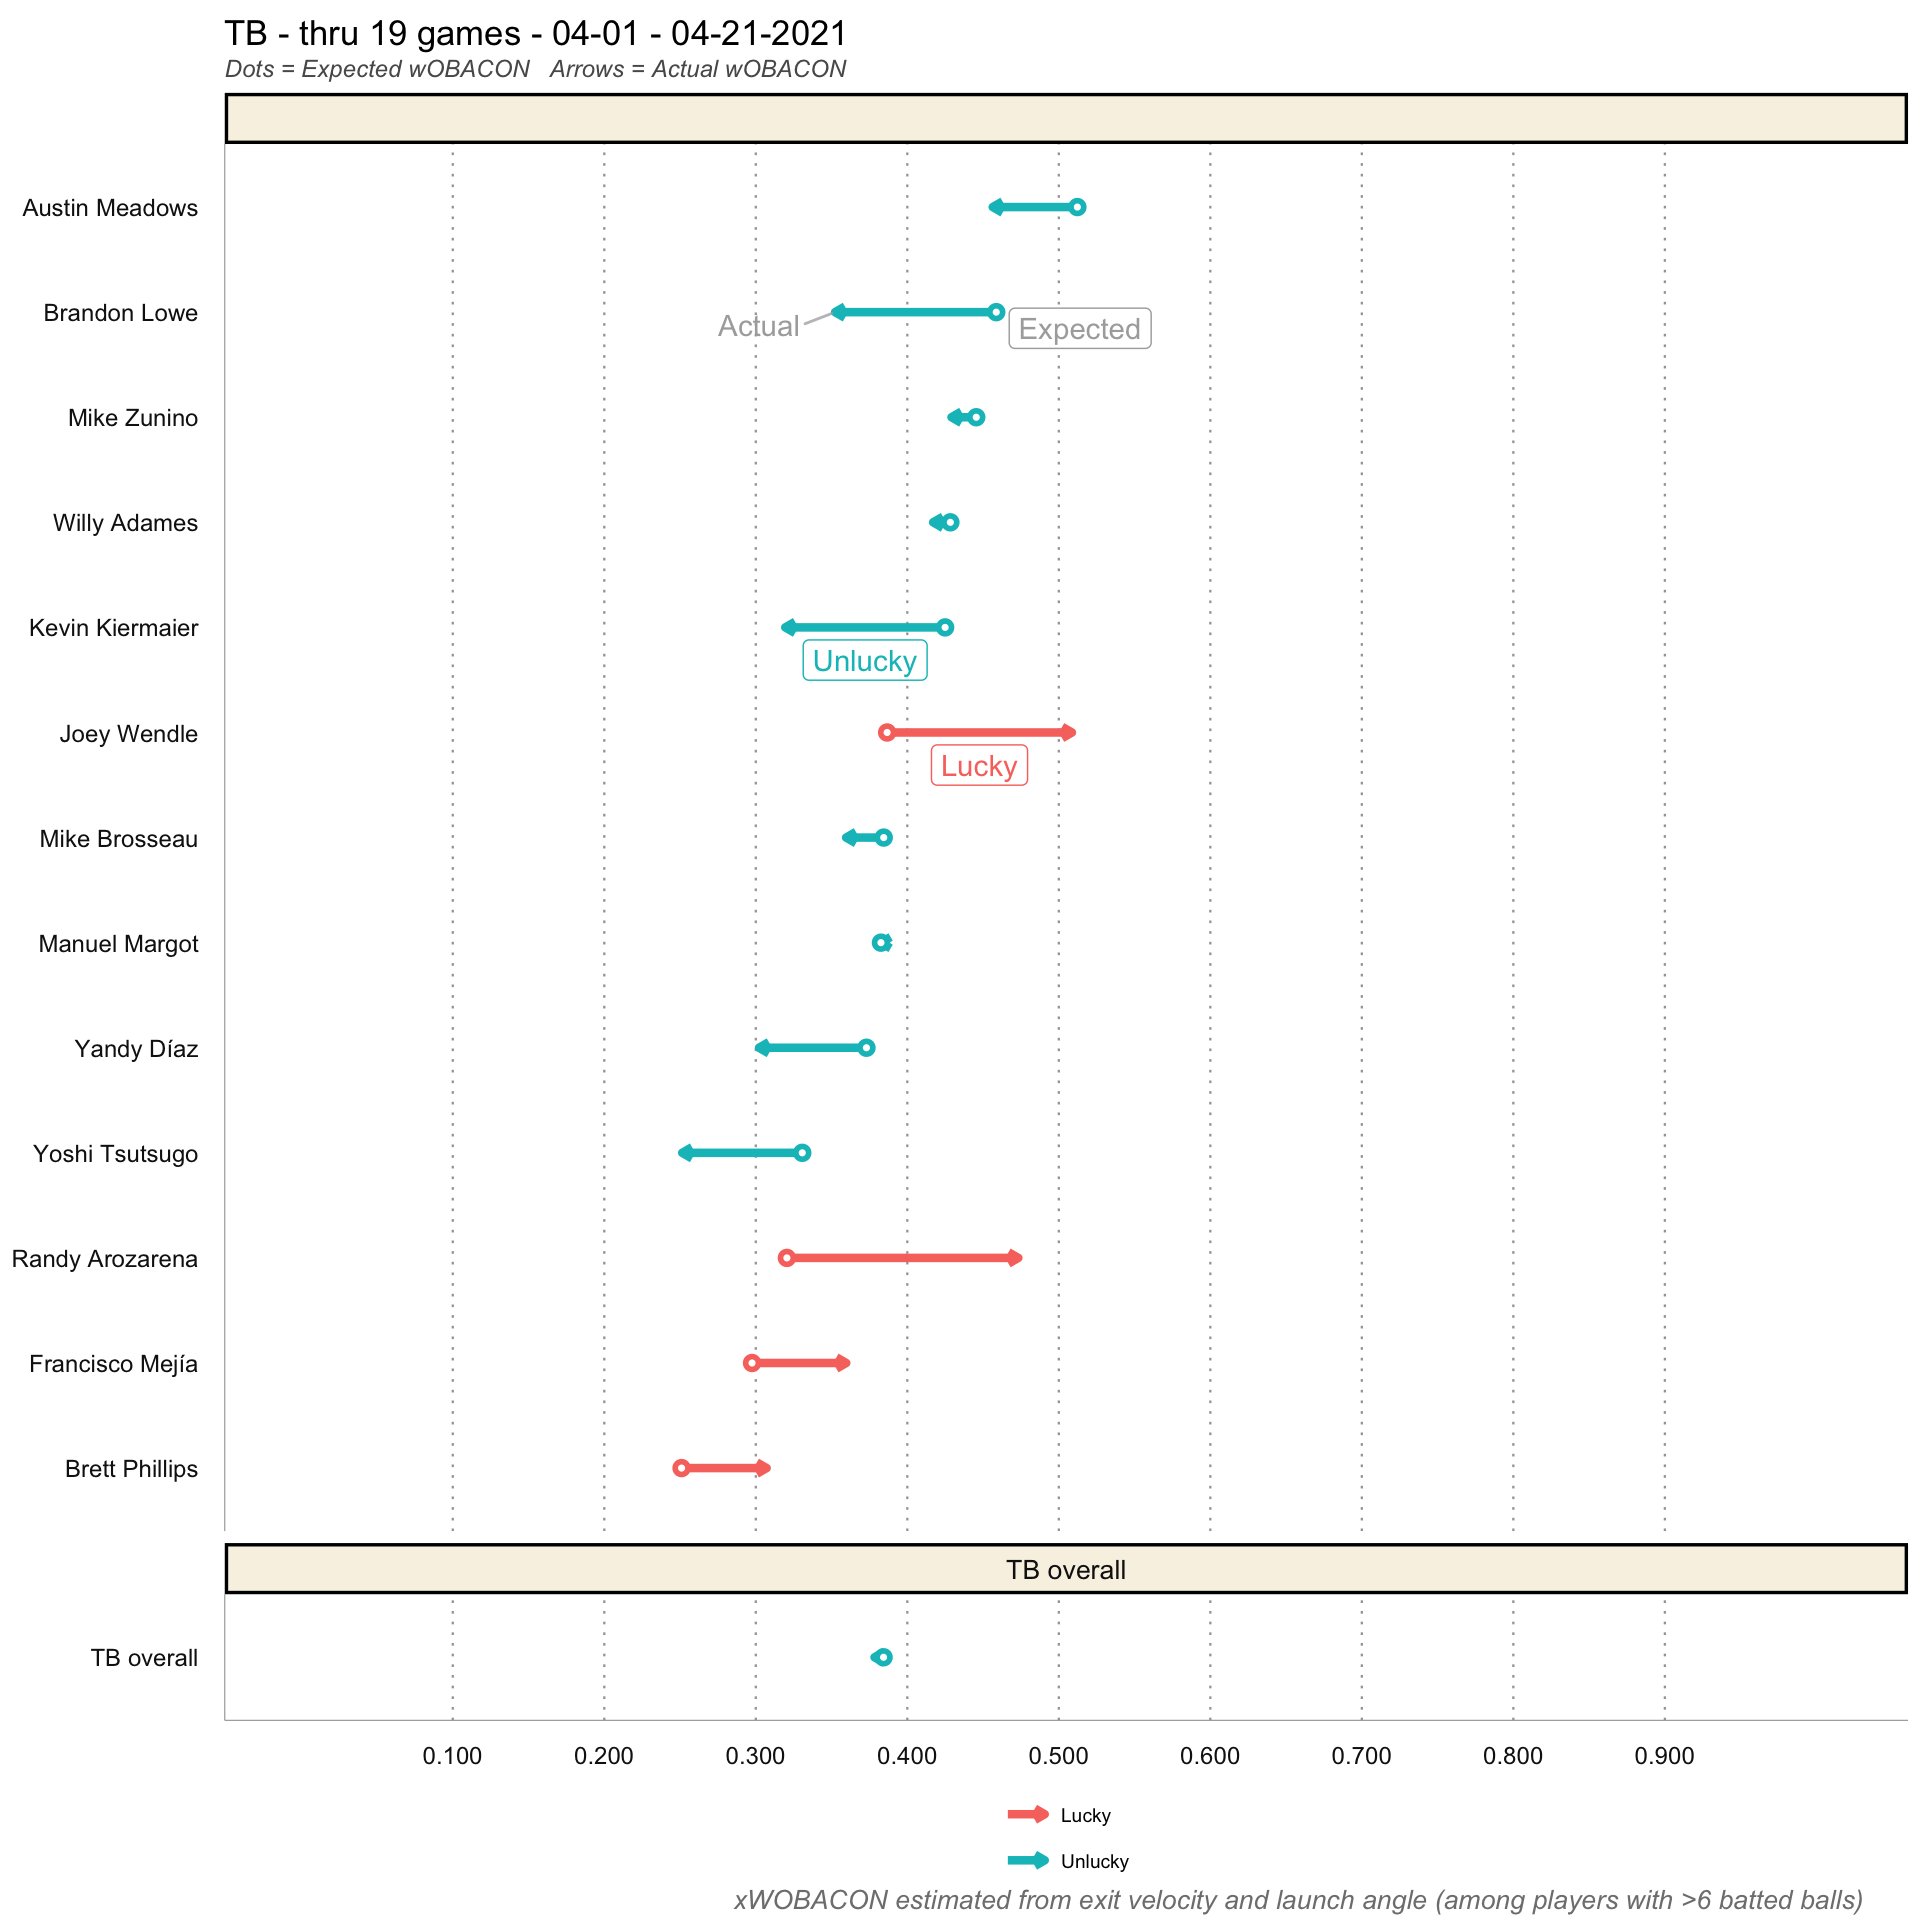 TB - thru 19 games - 04-01 - 04-21-2021
Dots = Expected wOBACON   Arrows = Actual wOBACON
Austin Meadows
Brandon Lowe
Actual
Expected
Mike Zunino
Willy Adames
Kevin Kiermaier
Unlucky
Joey Wendle
Lucky
Mike Brosseau
Manuel Margot
Yandy Díaz
Yoshi Tsutsugo
Randy Arozarena
Francisco Mejía
Brett Phillips
TB overall
TB overall
0.100 0.200 0.300 0.400 0.500 0.600 0.700 0.800 0.900
Lucky
Unlucky
xWOBACON estimated from exit velocity and launch angle (among players with >6 batted balls)